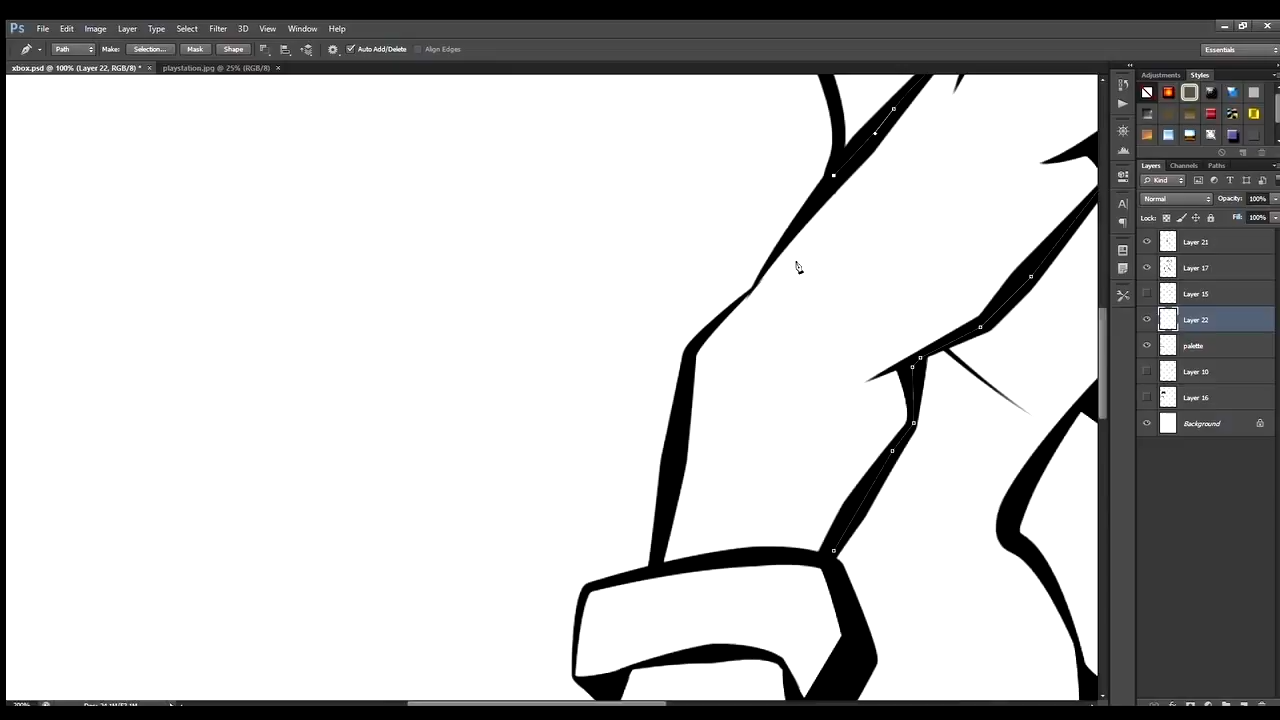 Ps File Edit Image Layer Type Select Filter 3D View Window Help
Path Make: Selection... Mask Shape Auto Add/Delete Align Edges Essentials
xbox.psd @ 100% (Layer 22, RGB/8) * × playstation.jpg @ 25% (RGB/8) ×
Adjustments Styles
Layers Channels Paths
Kind
Normal Opacity: 100%
Lock: Fill: 100%
Layer 21
Layer 17
Layer 15
Layer 22
palette
Layer 10
Layer 16
Background